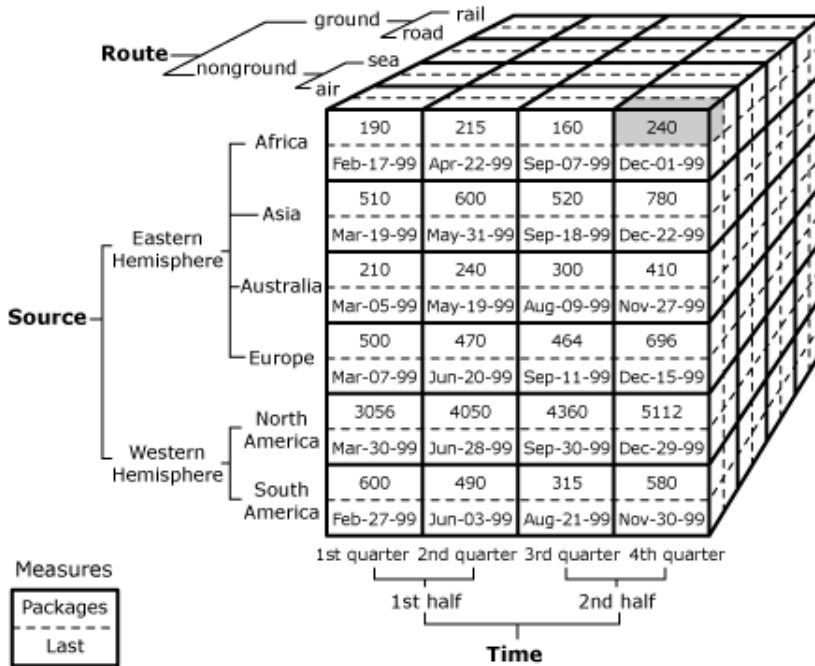 ground
rail
road
Route
nonground
sea
air
Africa
190 215 160 240
Feb-17-99 Apr-22-99 Sep-07-99 Dec-01-99
Asia
510 600 520 780
Mar-19-99 May-31-99 Sep-18-99 Dec-22-99
Eastern
Hemisphere
Australia
210 240 300 410
Mar-05-99 May-19-99 Aug-09-99 Nov-27-99
Source
Europe
500 470 464 696
Mar-07-99 Jun-20-99 Sep-11-99 Dec-15-99
North
America
3056 4050 4360 5112
Mar-30-99 Jun-28-99 Sep-30-99 Dec-29-99
Western
Hemisphere
South
America
600 490 315 580
Feb-27-99 Jun-03-99 Aug-21-99 Nov-30-99
1st quarter 2nd quarter 3rd quarter 4th quarter
1st half 2nd half
Time
Measures
Packages
Last